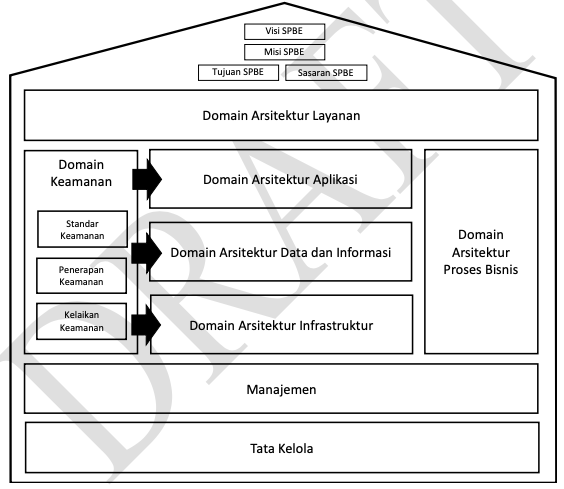 Visi SPBE
Misi SPBE
Tujuan SPBE
Sasaran SPBE
Domain Arsitektur Layanan
Domain
Keamanan
Standar
Keamanan
Penerapan
Keamanan
Kelaikan
Keamanan
Domain Arsitektur Aplikasi
Domain Arsitektur Data dan Informasi
Domain Arsitektur Infrastruktur
Domain
Arsitektur
Proses Bisnis
Manajemen
Tata Kelola
DRAFT